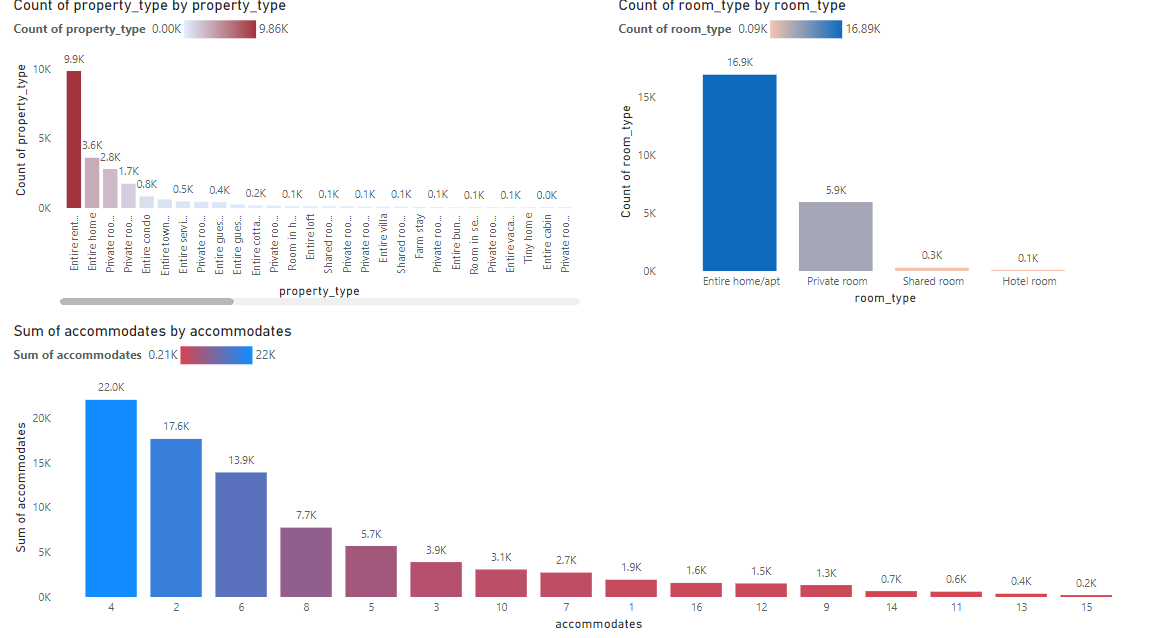 Count of property_type by property_type
Count of property_type 0.00K 9.86K
Count of property_type
10K
5K
0K
9.9K
3.6K
2.8K
1.7K
0.8K
0.5K
0.4K
0.2K
0.1K
0.1K
0.1K
0.1K
0.1K
0.1K
0.1K
0.0K
Entire rent...
Entire home
Private roo...
Private roo...
Entire condo
Entire town...
Entire servi...
Private roo...
Entire gues...
Entire gues...
Entire cotta...
Private roo...
Room in h...
Entire loft
Shared roo...
Private roo...
Private roo...
Entire villa
Shared roo...
Farm stay
Private roo...
Entire bun...
Room in se...
Private roo...
Entire vaca...
Tiny home
Entire cabin
Private roo...
property_type
Count of room_type by room_type
Count of room_type 0.09K 16.89K
Count of room_type
15K
10K
5K
0K
16.9K
5.9K
0.3K
0.1K
Entire home/apt Private room Shared room Hotel room
room_type
Sum of accommodates by accommodates
Sum of accommodates 0.21K 22K
Sum of accommodates
20K
15K
10K
5K
0K
22.0K
17.6K
13.9K
7.7K
5.7K
3.9K
3.1K
2.7K
1.9K
1.6K
1.5K
1.3K
0.7K
0.6K
0.4K
0.2K
4 2 6 8 5 3 10 7 1 16 12 9 14 11 13 15
accommodates